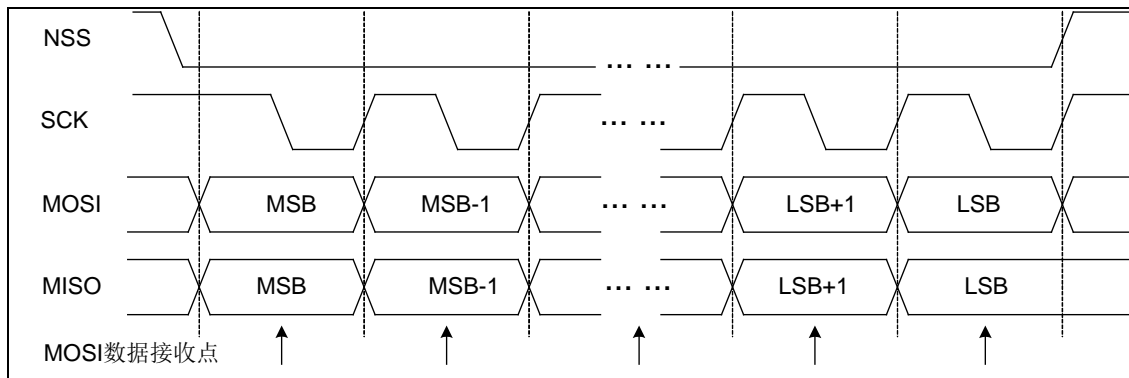 NSS
... ...
SCK
... ...
MOSI MSB MSB-1 ... ... LSB+1 LSB
MISO MSB MSB-1 ... ... LSB+1 LSB
MOSI数据接收点